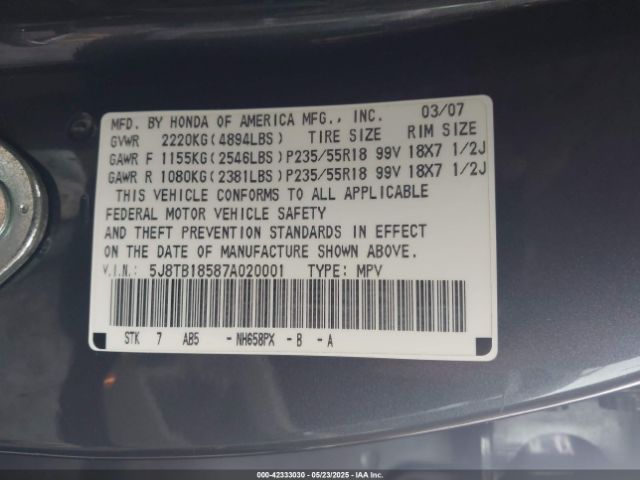 MFD. BY HONDA OF AMERICA MFG., INC. 03/07
GVWR 2220KG(4894LBS) TIRE SIZE RIM SIZE
GAWR F 1155KG(2546LBS)P235/55R18 99V 18X7 1/2J
GAWR R 1080KG(2381LBS)P235/55R18 99V 18X7 1/2J
THIS VEHICLE CONFORMS TO ALL APPLICABLE
FEDERAL MOTOR VEHICLE SAFETY
AND THEFT PREVENTION STANDARDS IN EFFECT
ON THE DATE OF MANUFACTURE SHOWN ABOVE.
V.I.N.: 5J8TB18587A020001 TYPE: MPV
STK 7 AB5 -NH658PX -B -A
000-42333030 - 05/23/2025 - IAA Inc.